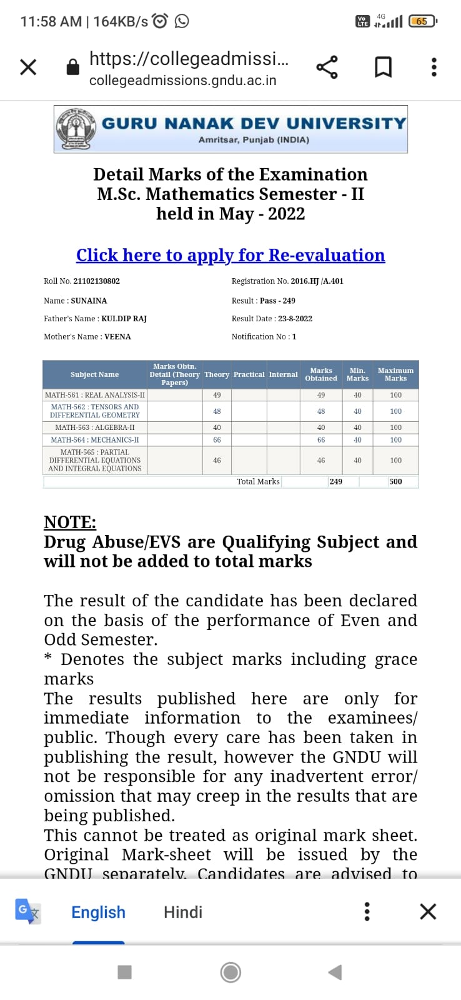 11:58 AM | 164KB/s
Vo LTE 4G 65
https://collegeadmissi...
collegeadmissions.gndu.ac.in
GURU NANAK DEV UNIVERSITY
Amritsar, Punjab (INDIA)
Detail Marks of the Examination
M.Sc. Mathematics Semester - II
held in May - 2022
Click here to apply for Re-evaluation
Roll No. 21102130802 Registration No. 2016.HJ /A.401
Name : SUNAINA Result : Pass - 249
Father's Name : KULDIP RAJ Result Date : 23-8-2022
Mother's Name : VEENA Notification No : 1
Subject Name Marks Obtn. Detail (Theory Papers) Theory Practical Internal Marks Obtained Min. Marks Maximum Marks
MATH-561 : REAL ANALYSIS-II 49 49 40 100
MATH-562 : TENSORS AND
DIFFERENTIAL GEOMETRY 48 48 40 100
MATH-563 : ALGEBRA-II 40 40 40 100
MATH-564 : MECHANICS-II 66 66 40 100
MATH-565 : PARTIAL
DIFFERENTIAL EQUATIONS 46 46 40 100
AND INTEGRAL EQUATIONS
Total Marks 249 500
NOTE:
Drug Abuse/EVS are Qualifying Subject and
will not be added to total marks
The result of the candidate has been declared
on the basis of the performance of Even and
Odd Semester.
* Denotes the subject marks including grace
marks
The results published here are only for
immediate information to the examinees/
public. Though every care has been taken in
publishing the result, however the GNDU will
not be responsible for any inadvertent error/
omission that may creep in the results that are
being published.
This cannot be treated as original mark sheet.
Original Mark-sheet will be issued by the
GNDU separately. Candidates are advised to
English Hindi